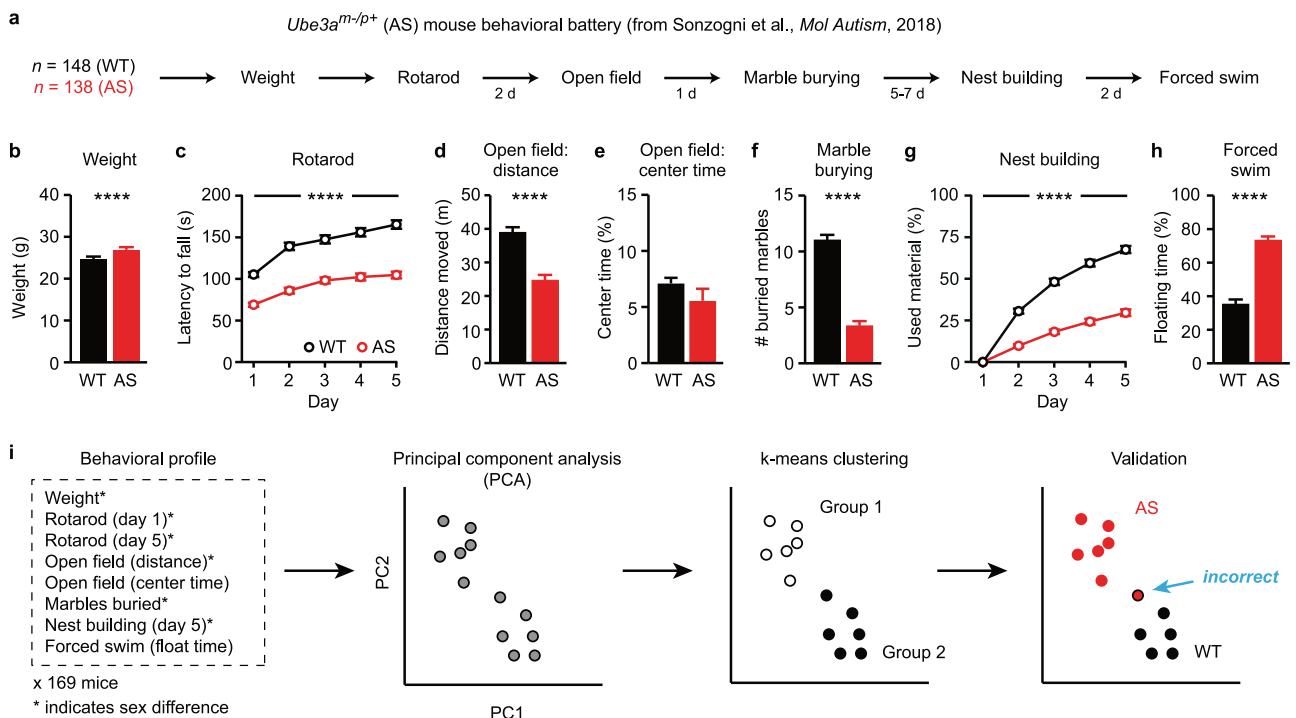 a
Ube3a^m-/p+ (AS) mouse behavioral battery (from Sonzogni et al., Mol Autism, 2018)
n = 148 (WT)
n = 138 (AS)
Weight
Rotarod
2 d
Open field
1 d
Marble burying
5-7 d
Nest building
2 d
Forced swim
b
Weight
****
Weight (g)
40
30
20
10
0
WT AS
c
Rotarod
****
Latency to fall (s)
200
150
100
50
0
WT AS
1 2 3 4 5
Day
d
Open field:
distance
****
Distance moved (m)
50
40
30
20
10
0
WT AS
e
Open field:
center time
Center time (%)
15
10
5
0
WT AS
f
Marble
burying
****
# burried marbles
15
10
5
0
WT AS
g
Nest building
****
Used material (%)
100
75
50
25
0
1 2 3 4 5
Day
h
Forced
swim
****
Floating time (%)
100
80
60
40
20
0
WT AS
i
Behavioral profile
Weight*
Rotarod (day 1)*
Rotarod (day 5)*
Open field (distance)*
Open field (center time)
Marbles buried*
Nest building (day 5)*
Forced swim (float time)
x 169 mice
* indicates sex difference
Principal component analysis
(PCA)
PC2
PC1
k-means clustering
Group 1
Group 2
Validation
AS
incorrect
WT